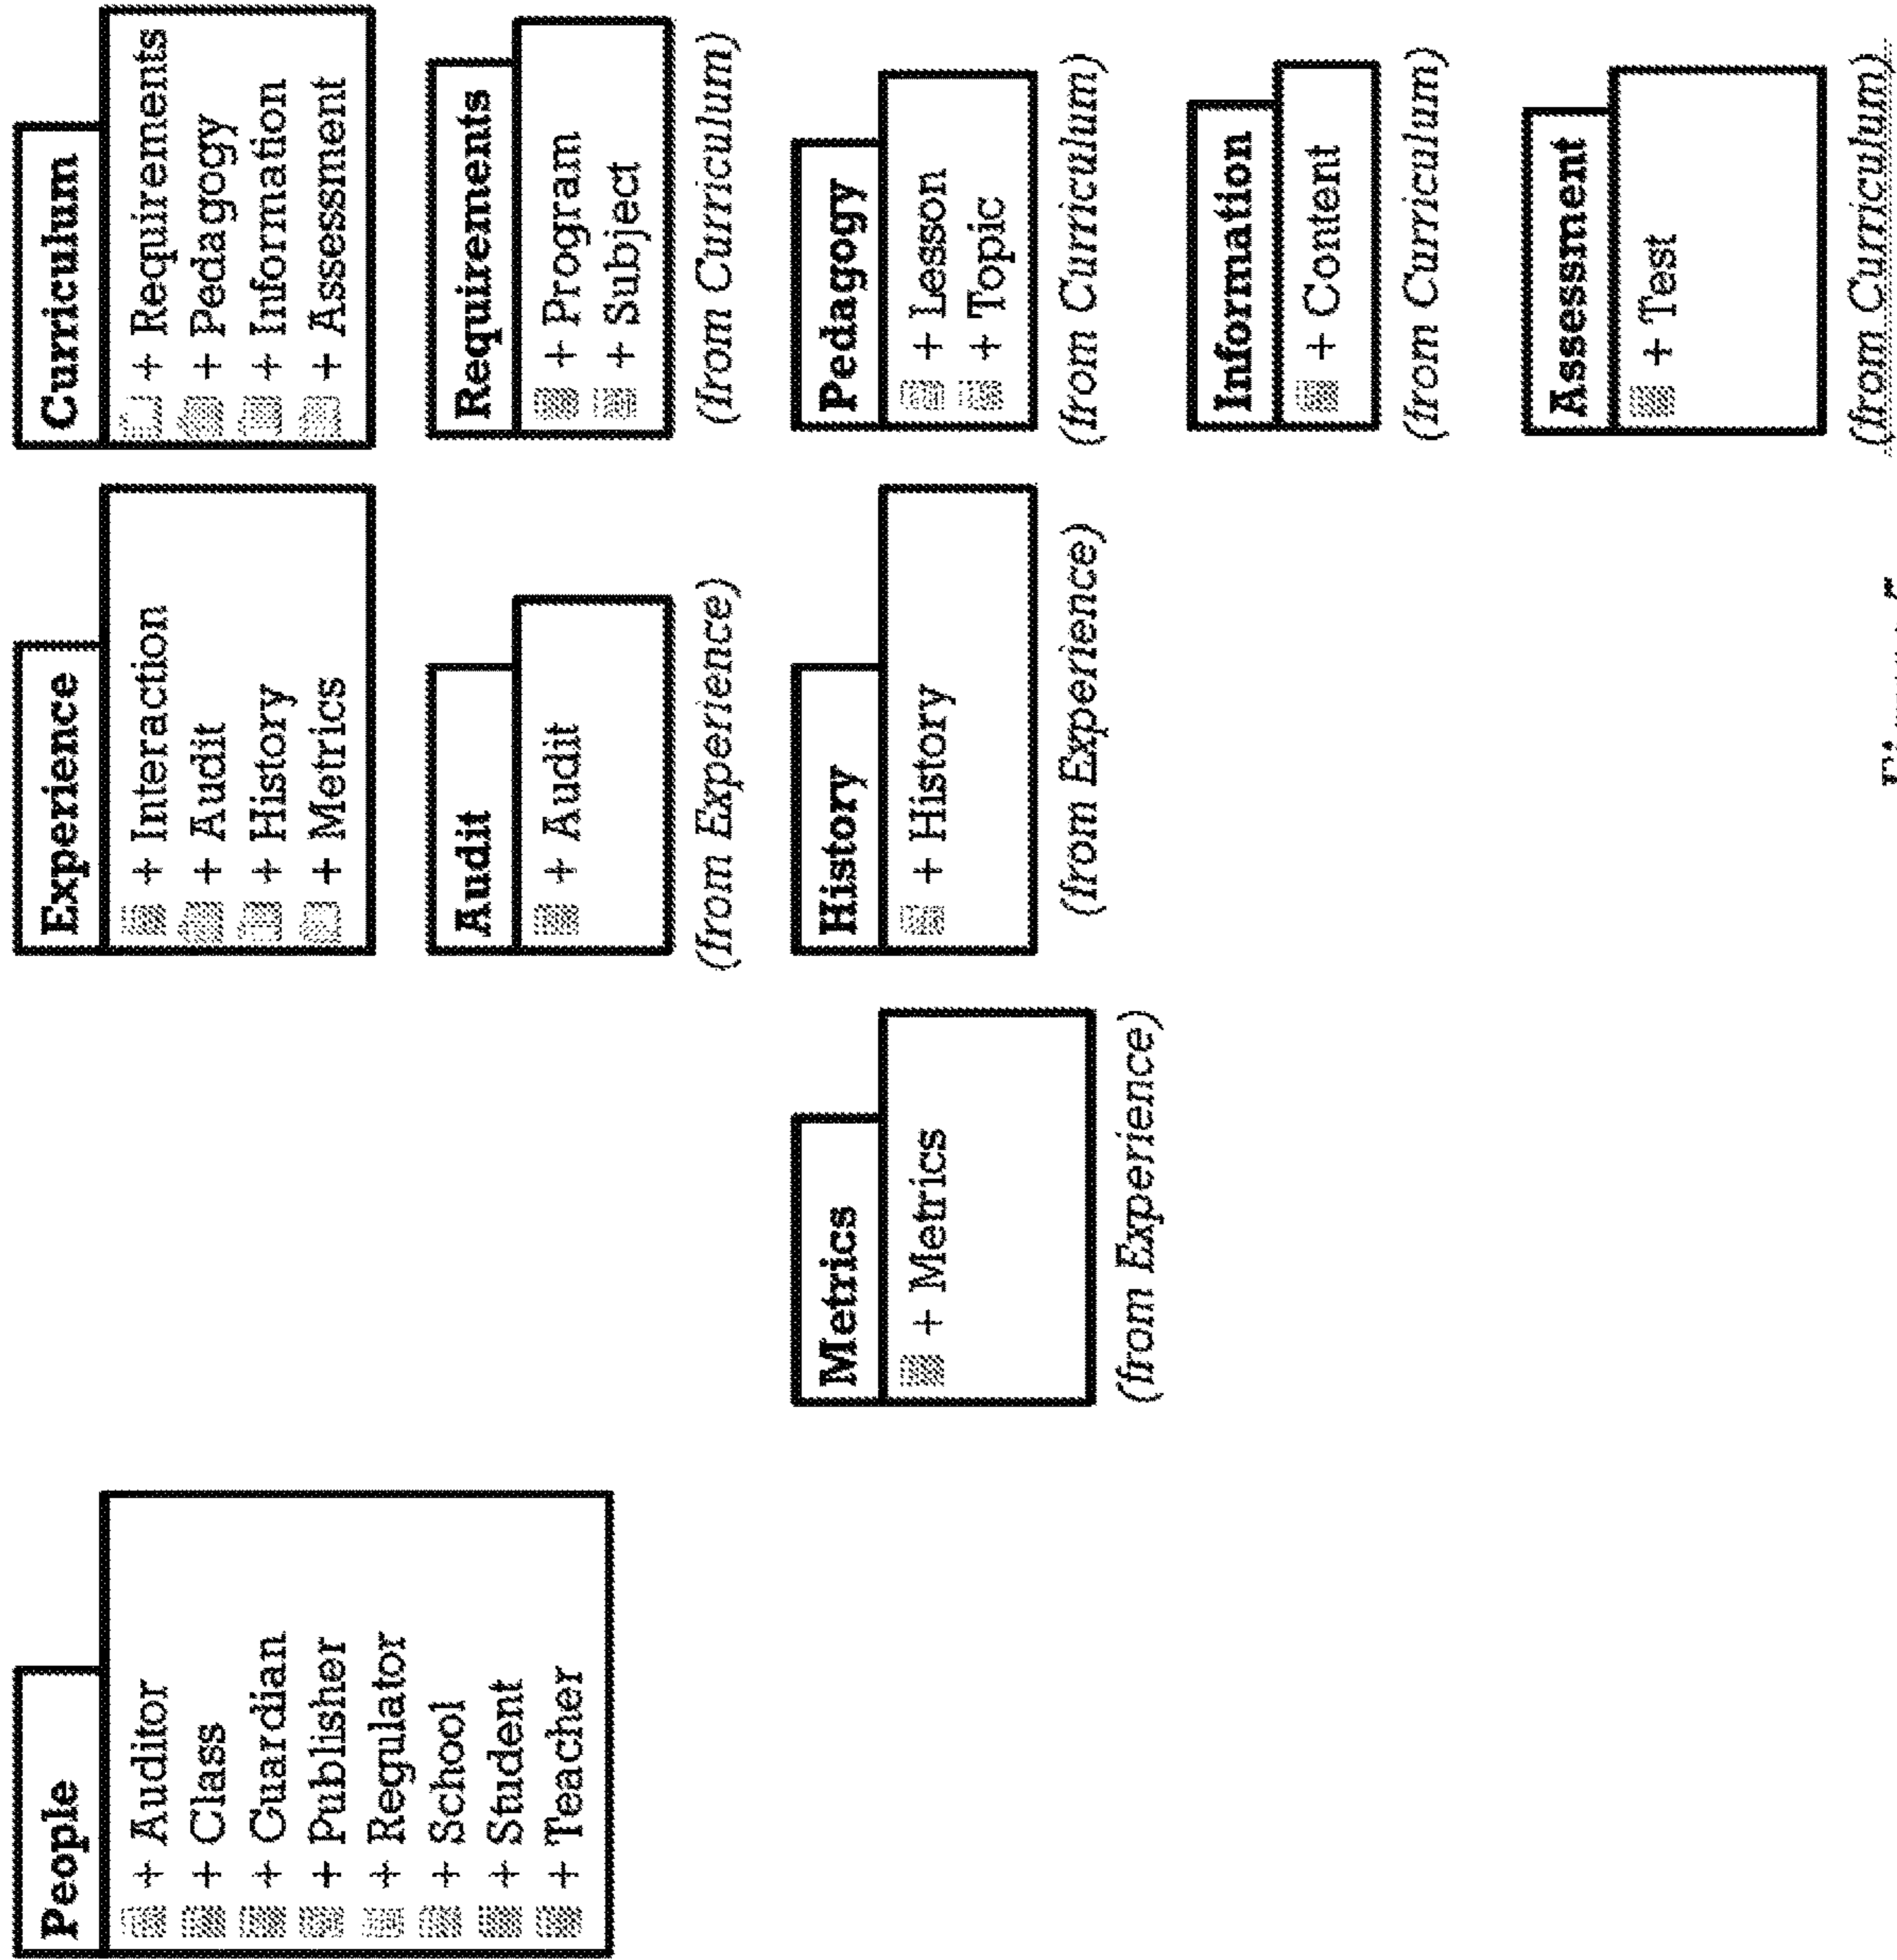 People
+ Auditor
+ Class
+ Guardian
+ Publisher
+ Regulator
+ School
+ Student
+ Teacher
Experience
+ Interaction
+ Audit
+ History
+ Metrics
Curriculum
+ Requirements
+ Pedagogy
+ Information
+ Assessment
Audit
+ Audit
(from Experience)
Requirements
+ Program
+ Subject
(from Curriculum)
Metrics
+ Metrics
(from Experience)
History
+ History
(from Experience)
Pedagogy
+ Lesson
+ Topic
(from Curriculum)
Information
+ Content
(from Curriculum)
Assessment
+ Test
(from Curriculum)